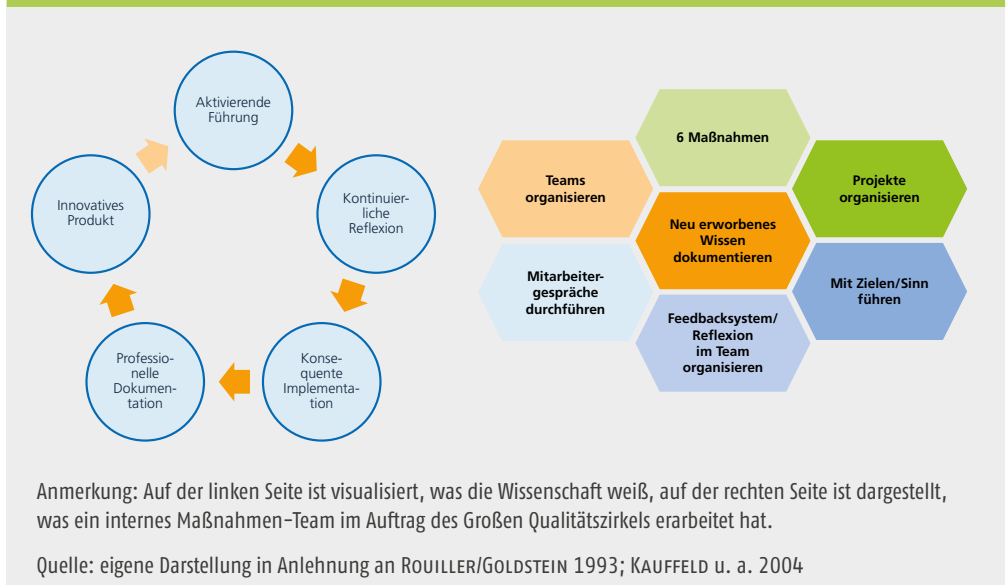 Aktivierende
Führung
Kontinuier-
liche
Reflexion
Konse-
quente
Implementa-
tion
Professio-
nelle
Dokumen-
tation
Innovatives
Produkt
6 Maßnahmen
Teams
organisieren
Projekte
organisieren
Neu erworbenes
Wissen
dokumentieren
Mitarbeiter-
gespräche
durchführen
Mit Zielen/Sinn
führen
Feedbacksystem/
Reflexion
im Team
organisieren
Anmerkung: Auf der linken Seite ist visualisiert, was die Wissenschaft weiß, auf der rechten Seite ist dargestellt,
was ein internes Maßnahmen-Team im Auftrag des Großen Qualitätszirkels erarbeitet hat.
Quelle: eigene Darstellung in Anlehnung an ROUILLER/GOLDSTEIN 1993; KAUFFELD u. a. 2004